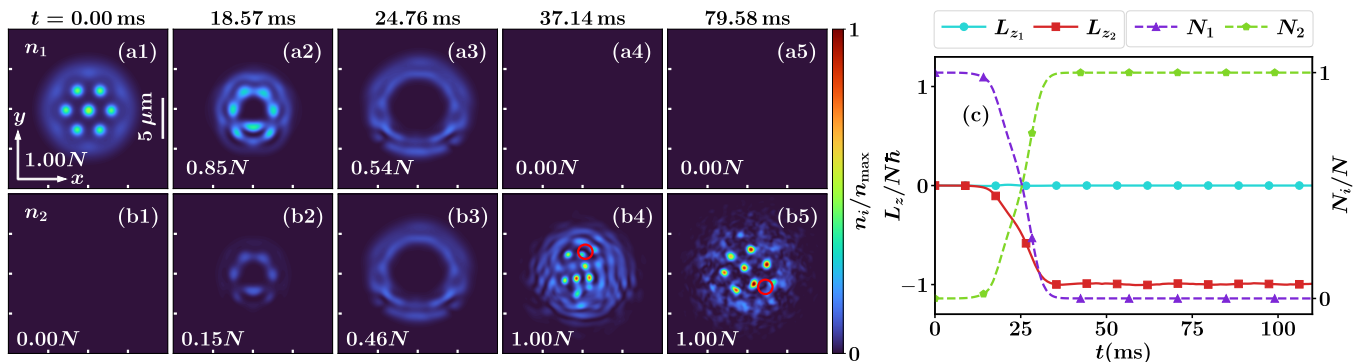 t = 0.00 ms 18.57 ms 24.76 ms 37.14 ms 79.58 ms
n₁ (a1) (a2) (a3) (a4) (a5)
y
5 μm
1.00N x 0.85N 0.54N 0.00N 0.00N
n₂ (b1) (b2) (b3) (b4) (b5)
0.00N 0.15N 0.46N 1.00N 1.00N
1
nᵢ/nₘₐₓ
0
L_z₁ L_z₂ N₁ N₂
(c)
1
0
−1
L_z/Nħ
1
0
Nᵢ/N
0 25 50 75 100
t(ms)